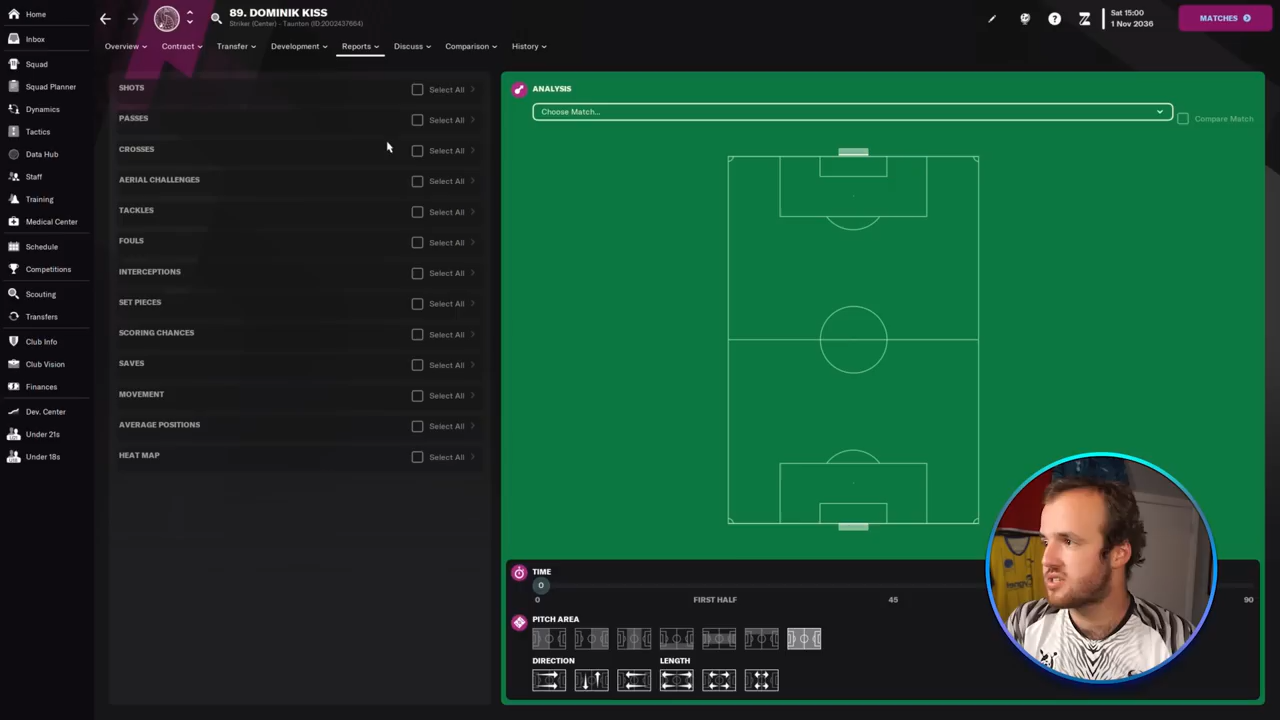 Home
Inbox
Squad
Squad Planner
Dynamics
Tactics
Data Hub
Staff
Training
Medical Center
Schedule
Competitions
Scouting
Transfers
Club Info
Club Vision
Finances
Dev. Center
Under 21s
Under 18s
89. DOMINIK KISS
Striker (Center) - Taunton (ID:2002437664)
Sat 15:00
1 Nov 2036
MATCHES
Overview Contract Transfer Development Reports Discuss Comparison History
SHOTS Select All
PASSES Select All
CROSSES Select All
AERIAL CHALLENGES Select All
TACKLES Select All
FOULS Select All
INTERCEPTIONS Select All
SET PIECES Select All
SCORING CHANCES Select All
SAVES Select All
MOVEMENT Select All
AVERAGE POSITIONS Select All
HEAT MAP Select All
ANALYSIS
Choose Match...
Compare Match
TIME
0
0 FIRST HALF 45 90
PITCH AREA
DIRECTION LENGTH